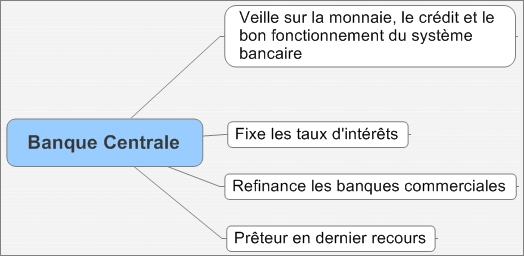 Veille sur la monnaie, le crédit et le
bon fonctionnement du système
bancaire
Banque Centrale
Fixe les taux d'intérêts
Refinance les banques commerciales
Prêteur en dernier recours